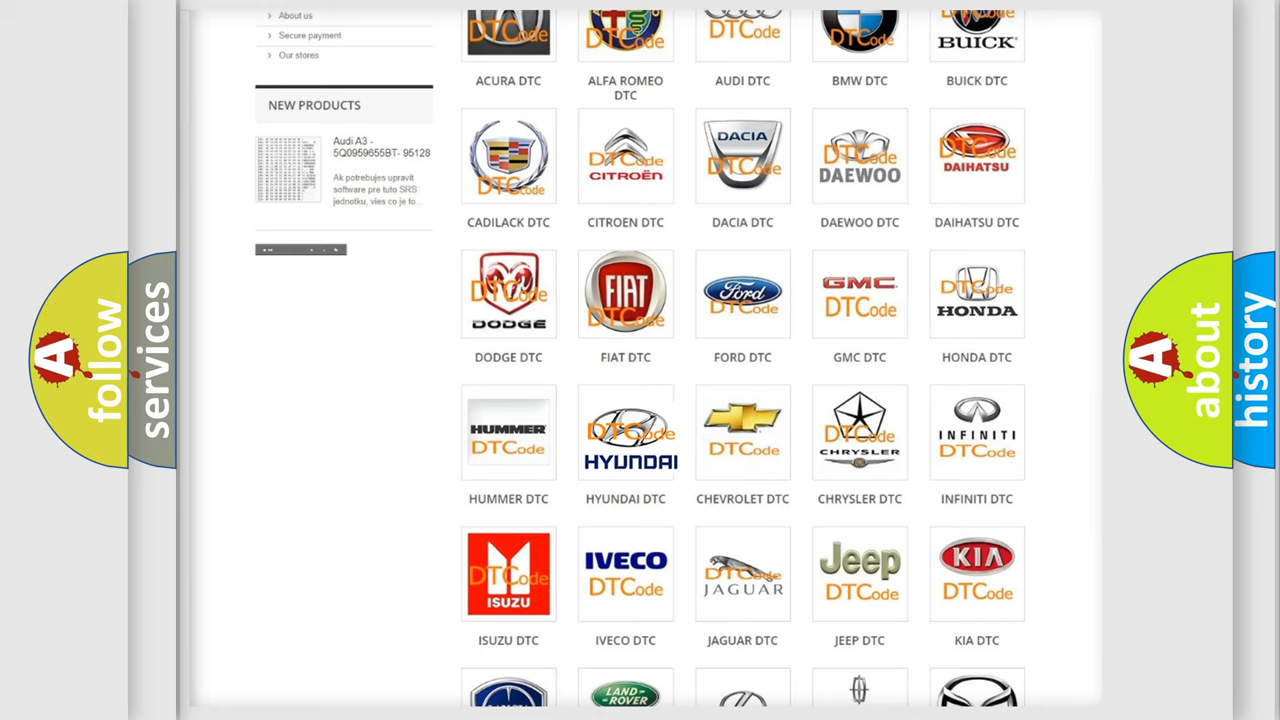 About us
Secure payment
Our stores
NEW PRODUCTS
Audi A3 -
5Q0959655BT- 95128
Ak potrebujes upravit
software pre tuto SRS
jednotku, vies co je to...
DTCode
DTCode
DTCode
DTCode
BUICK
ACURA DTC
ALFA ROMEO
DTC
AUDI DTC
BMW DTC
BUICK DTC
DTCode
DTCode
CITROËN
DACIA
DTCode
DTCode
DAEWOO
DTCode
DAIHATSU
CADILACK DTC
CITROEN DTC
DACIA DTC
DAEWOO DTC
DAIHATSU DTC
DTCode
DODGE
FIAT
DTCode
Ford
DTCode
GMC
DTCode
DTCode
HONDA
DODGE DTC
FIAT DTC
FORD DTC
GMC DTC
HONDA DTC
HUMMER
DTCode
DTCode
HYUNDAI
DTCode
DTCode
CHRYSLER
INFINITI
DTCode
HUMMER DTC
HYUNDAI DTC
CHEVROLET DTC
CHRYSLER DTC
INFINITI DTC
DTCode
ISUZU
IVECO
DTCode
DTCode
JAGUAR
Jeep
DTCode
KIA
DTCode
ISUZU DTC
IVECO DTC
JAGUAR DTC
JEEP DTC
KIA DTC
LAND-
ROVER
A
follow
services
A
about
history